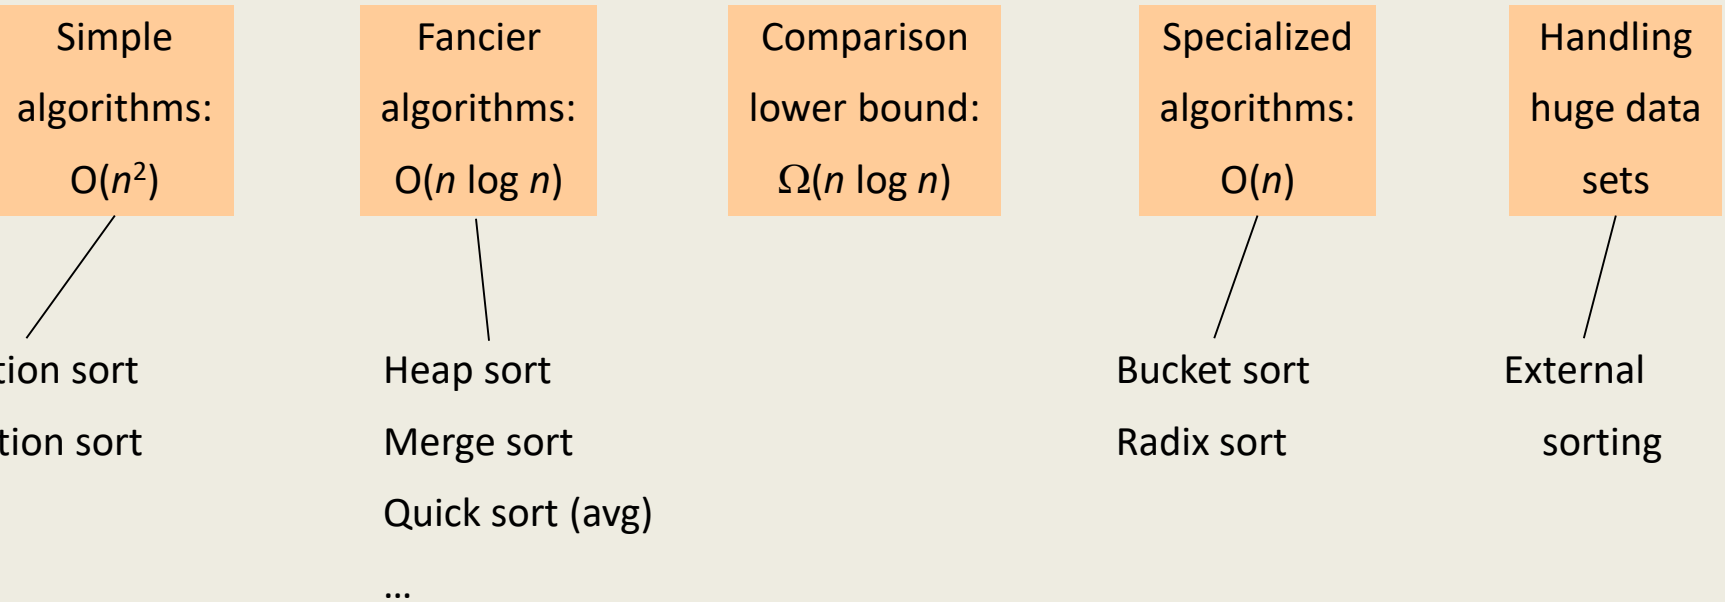 Simple
algorithms:
O(n²)
Fancier
algorithms:
O(n log n)
Comparison
lower bound:
Ω(n log n)
Specialized
algorithms:
O(n)
Handling
huge data
sets
tion sort
tion sort
Heap sort
Merge sort
Quick sort (avg)
...
Bucket sort
Radix sort
External
sorting